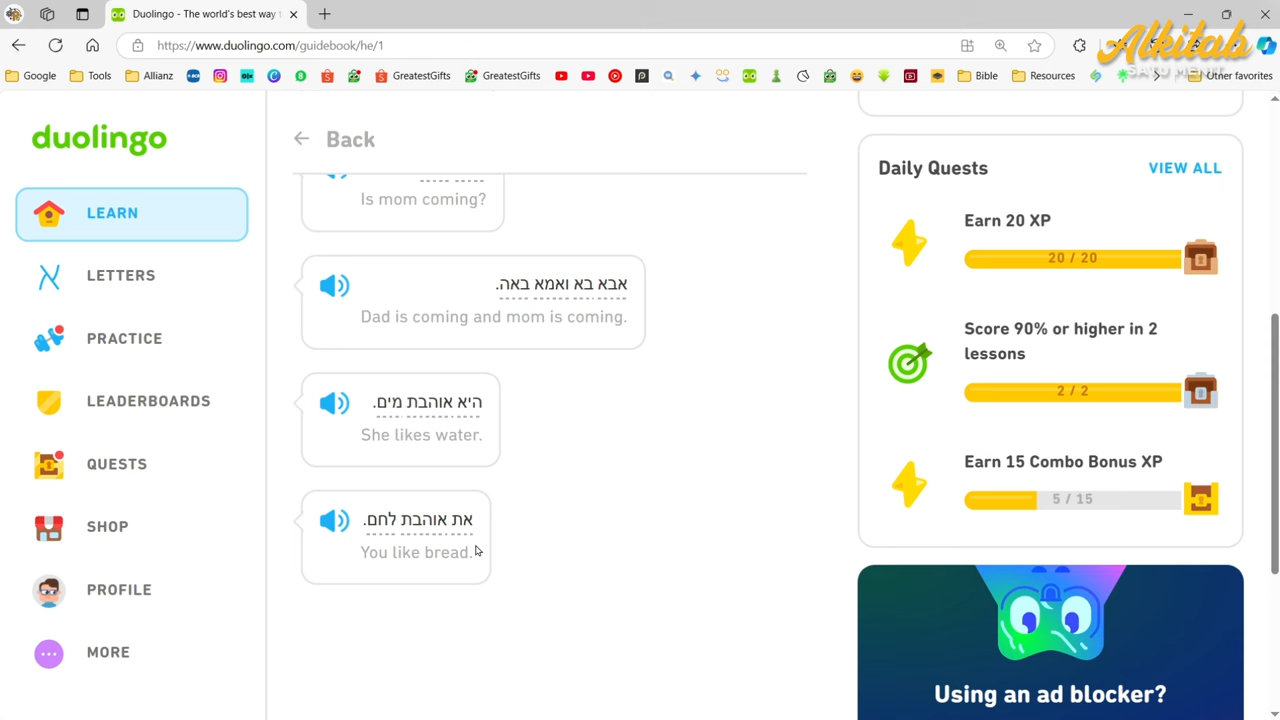 Duolingo - The world's best way t
https://www.duolingo.com/guidebook/he/1
Alkitab
SATU MENIT
Google
Tools
Allianz
GreatestGifts
GreatestGifts
Bible
Resources
Other favorites
duolingo
LEARN
LETTERS
PRACTICE
LEADERBOARDS
QUESTS
SHOP
PROFILE
MORE
Back
Is mom coming?
אבא בא ואמא באה.
Dad is coming and mom is coming.
היא אוהבת מים.
She likes water.
את אוהבת לחם.
You like bread.
Daily Quests
VIEW ALL
Earn 20 XP
20 / 20
Score 90% or higher in 2
lessons
2 / 2
Earn 15 Combo Bonus XP
5 / 15
Using an ad blocker?